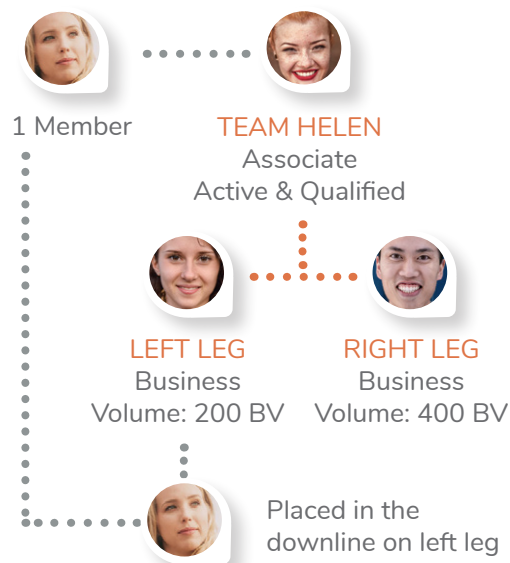 1 Member
TEAM HELEN
Associate
Active & Qualified
LEFT LEG
Business
Volume: 200 BV
RIGHT LEG
Business
Volume: 400 BV
Placed in the
downline on left leg